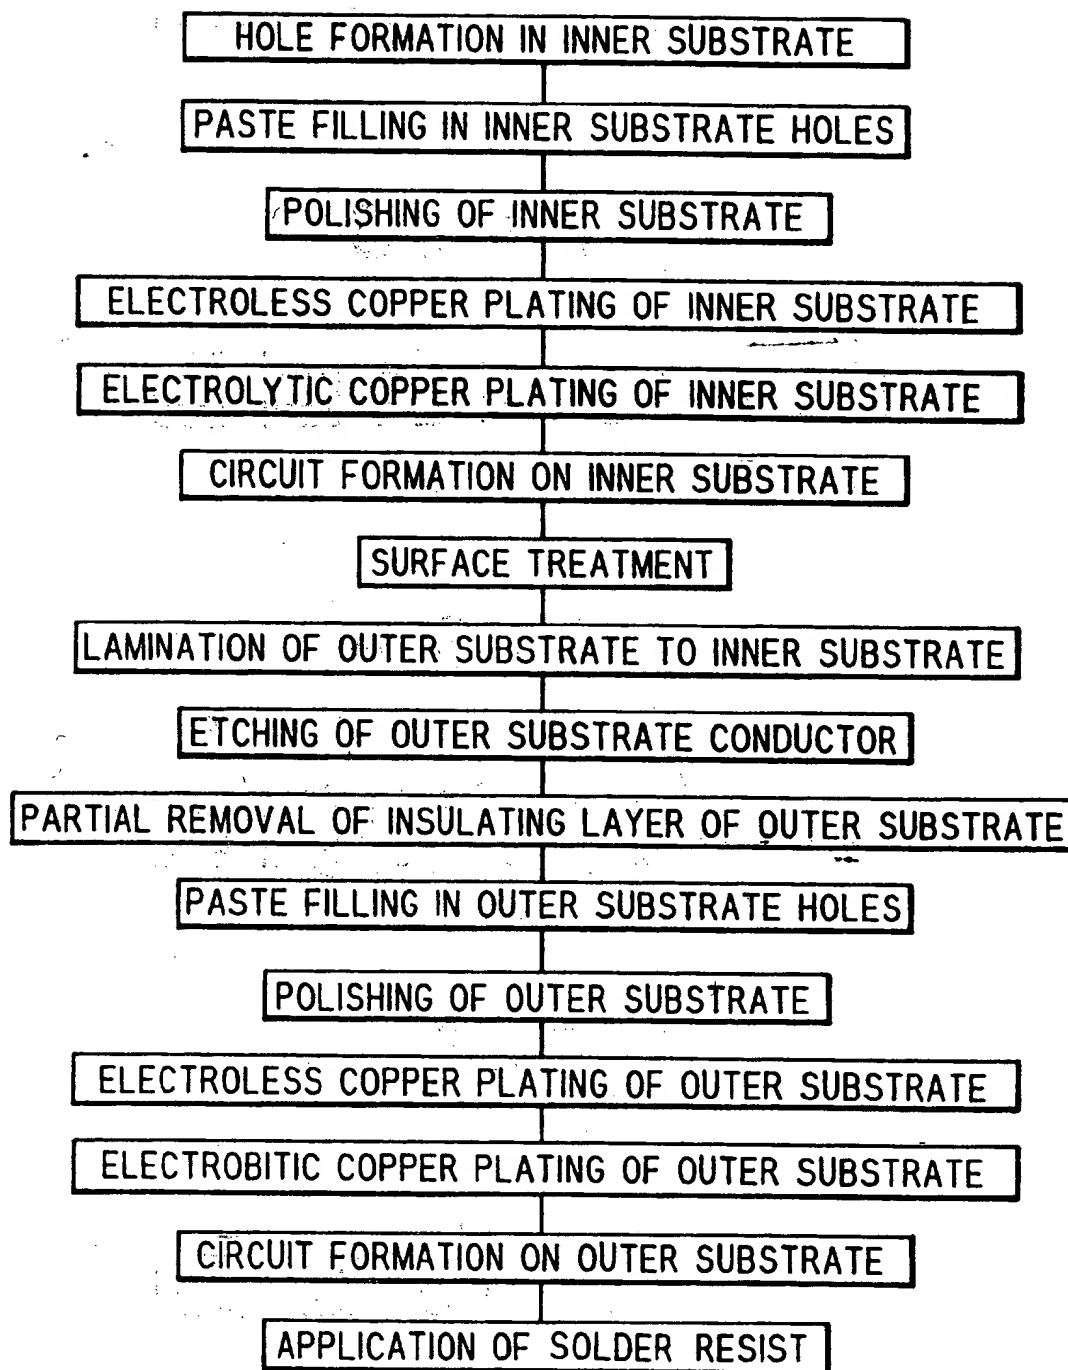 HOLE FORMATION IN INNER SUBSTRATE
PASTE FILLING IN INNER SUBSTRATE HOLES
POLISHING OF INNER SUBSTRATE
ELECTROLESS COPPER PLATING OF INNER SUBSTRATE
ELECTROLYTIC COPPER PLATING OF INNER SUBSTRATE
CIRCUIT FORMATION ON INNER SUBSTRATE
SURFACE TREATMENT
LAMINATION OF OUTER SUBSTRATE TO INNER SUBSTRATE
ETCHING OF OUTER SUBSTRATE CONDUCTOR
PARTIAL REMOVAL OF INSULATING LAYER OF OUTER SUBSTRATE
PASTE FILLING IN OUTER SUBSTRATE HOLES
POLISHING OF OUTER SUBSTRATE
ELECTROLESS COPPER PLATING OF OUTER SUBSTRATE
ELECTROBITIC COPPER PLATING OF OUTER SUBSTRATE
CIRCUIT FORMATION ON OUTER SUBSTRATE
APPLICATION OF SOLDER RESIST